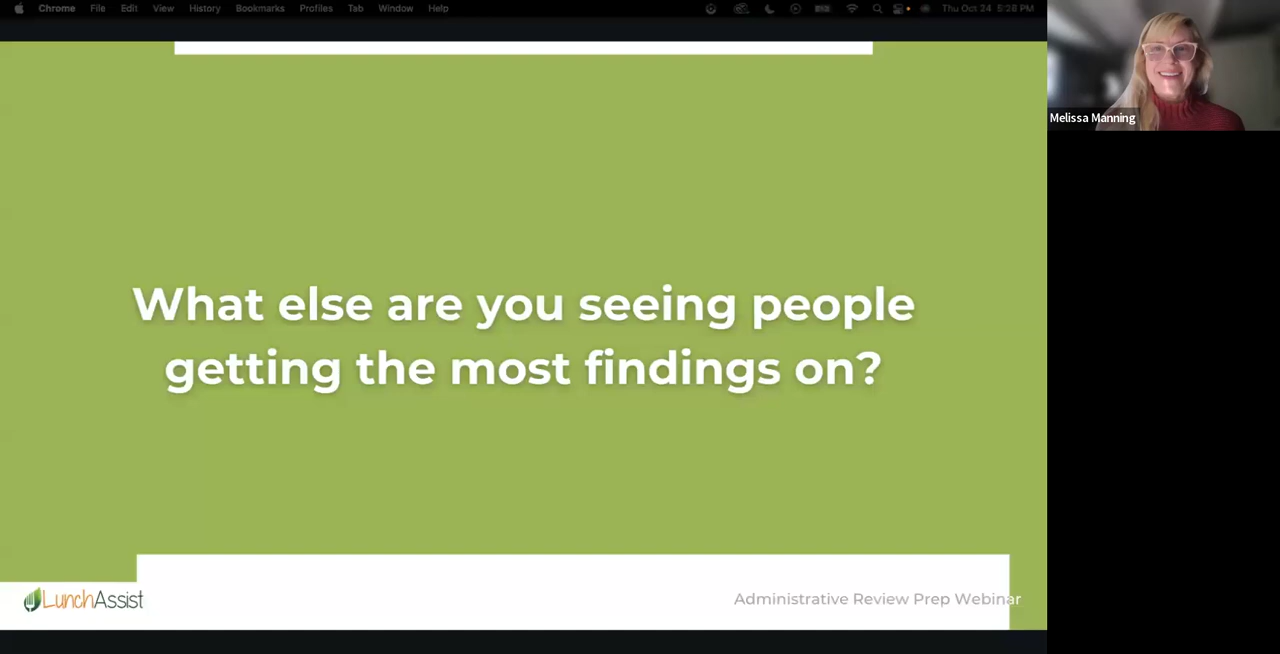 Chrome File Edit View History Bookmarks Profiles Tab Window Help Thu Oct 24 5:28 PM
Melissa Manning
What else are you seeing people
getting the most findings on?
LunchAssist
Administrative Review Prep Webinar